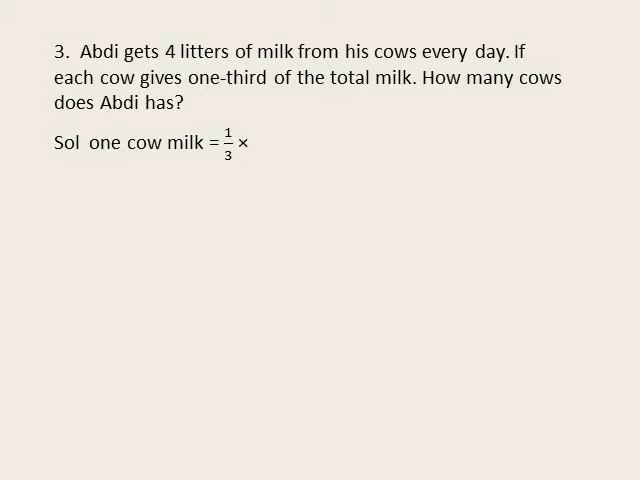 3. Abdi gets 4 litters of milk from his cows every day. If
each cow gives one-third of the total milk. How many cows
does Abdi has?
Sol one cow milk = 1/3 ×